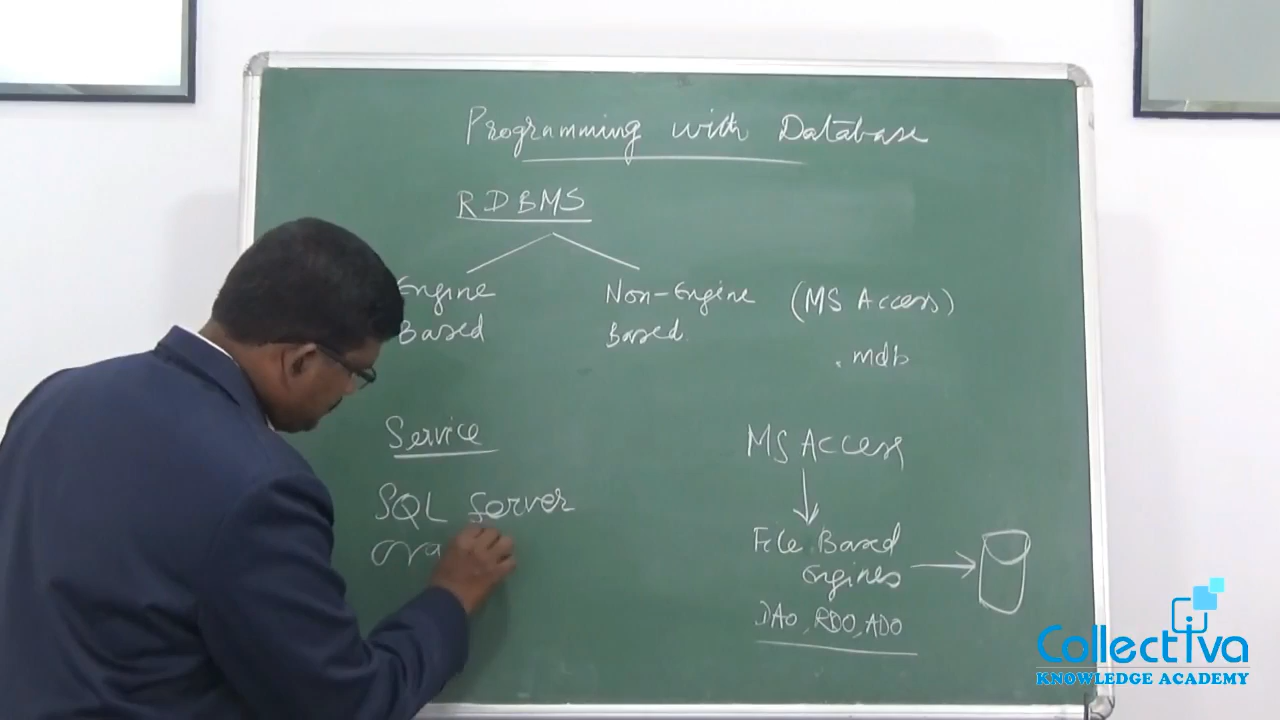 Programming with Database
RDBMS
Engine
Based
Non-Engine
Based.
(MS Access)
.mdb
Service
SQL Server
ora
MS Access
File Based
Engines
DAO, RDO, ADO
Collectiva
KNOWLEDGE ACADEMY